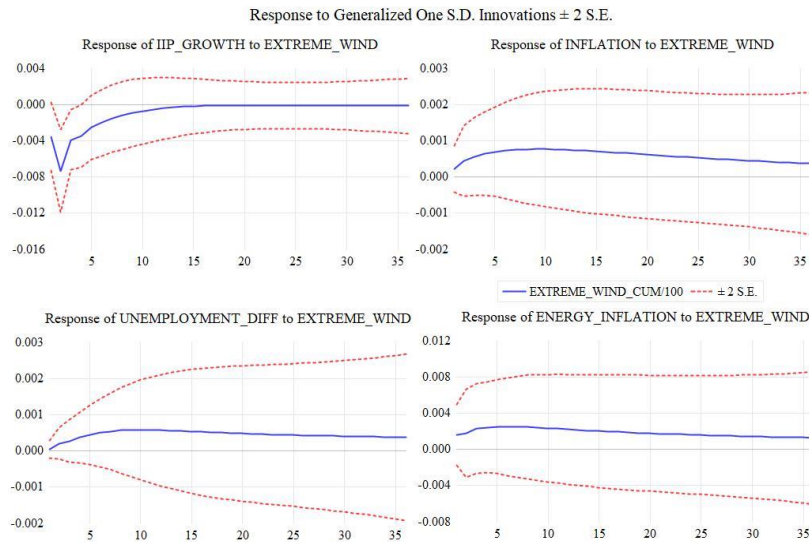 Response to Generalized One S.D. Innovations ± 2 S.E.
Response of IIP_GROWTH to EXTREME_WIND
0.004
0.000
-0.004
-0.008
-0.012
-0.016
5 10 15 20 25 30 35
Response of INFLATION to EXTREME_WIND
0.003
0.002
0.001
0.000
-0.001
-0.002
5 10 15 20 25 30 35
EXTREME_WIND_CUM/100 ± 2 S.E.
Response of UNEMPLOYMENT_DIFF to EXTREME_WIND
0.003
0.002
0.001
0.000
-0.001
-0.002
5 10 15 20 25 30 35
Response of ENERGY_INFLATION to EXTREME_WIND
0.012
0.008
0.004
0.000
-0.004
-0.008
5 10 15 20 25 30 35